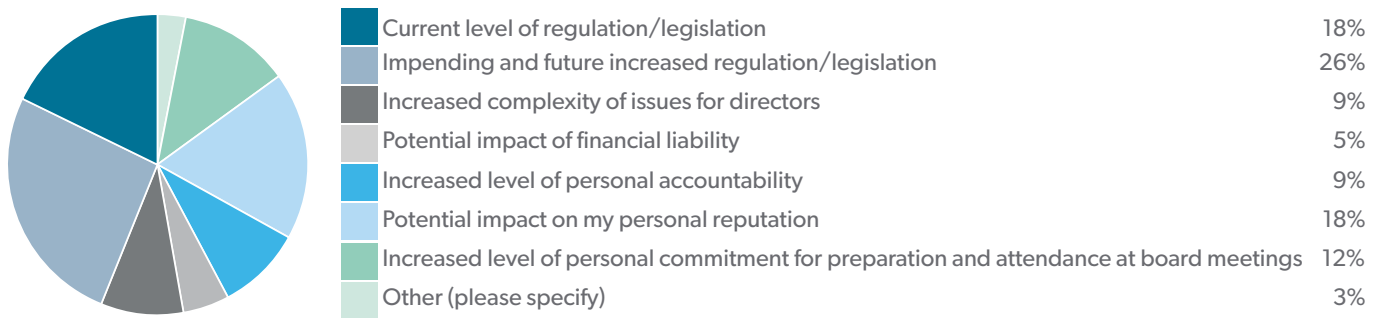 Current level of regulation/legislation 18%
Impending and future increased regulation/legislation 26%
Increased complexity of issues for directors 9%
Potential impact of financial liability 5%
Increased level of personal accountability 9%
Potential impact on my personal reputation 18%
Increased level of personal commitment for preparation and attendance at board meetings 12%
Other (please specify) 3%